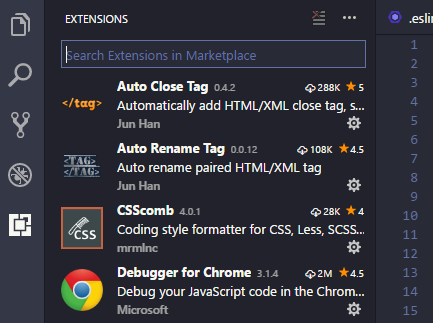 EXTENSIONS
.eslin
Search Extensions in Marketplace
</tag>
Auto Close Tag 0.4.2 288K ★5
Automatically add HTML/XML close tag, s...
Jun Han
<TAG>
</TAG>
Auto Rename Tag 0.0.12 108K ★4.5
Auto rename paired HTML/XML tag
Jun Han
CSS
CSScomb 4.0.1 28K ★4
Coding style formatter for CSS, Less, SCSS...
mrmlnc
Debugger for Chrome 3.1.4 2M ★4.5
Debug your JavaScript code in the Chrom...
Microsoft
1
2
3
4
5
6
7
8
9
10
11
12
13
14
15